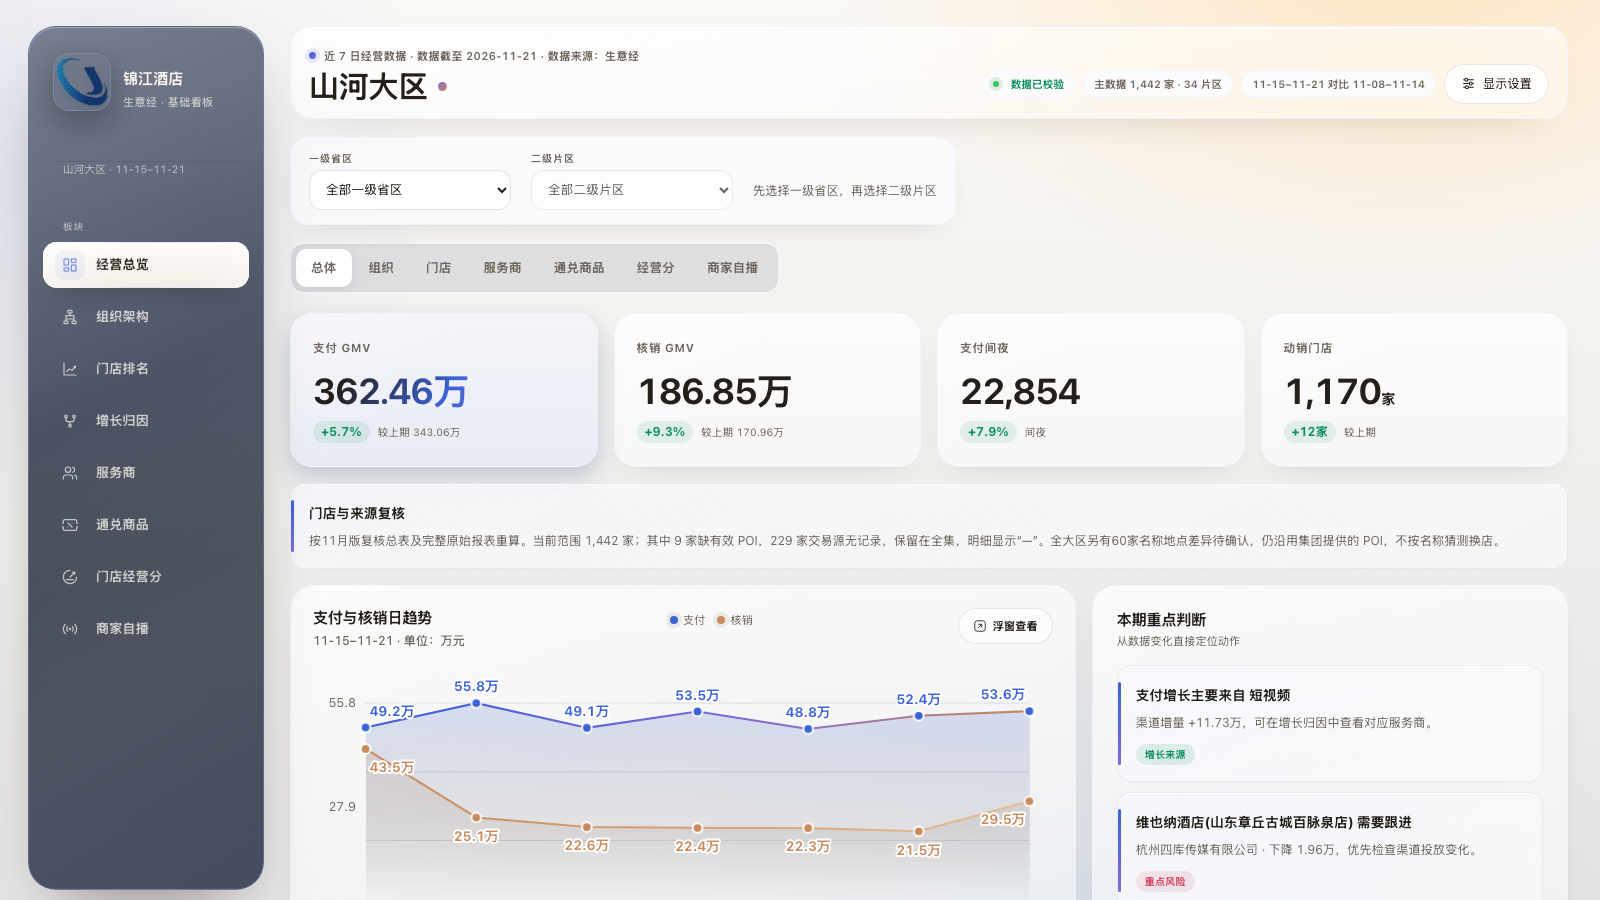 锦江酒店
生意经 · 基础看板
山河大区 · 11-15–11-21
板块
经营总览
组织架构
门店排名
增长归因
服务商
通兑商品
门店经营分
商家自播
近 7 日经营数据 · 数据截至 2026-11-21 · 数据来源：生意经
山河大区
数据已校验
主数据 1,442 家 · 34 片区
11-15–11-21 对比 11-08–11-14
显示设置
一级省区
全部一级省区
二级片区
全部二级片区
先选择一级省区，再选择二级片区
总体
组织
门店
服务商
通兑商品
经营分
商家自播
支付 GMV
362.46万
+5.7% 较上期 343.06万
核销 GMV
186.85万
+9.3% 较上期 170.96万
支付间夜
22,854
+7.9% 间夜
动销门店
1,170家
+12家 较上期
门店与来源复核
按11月版复核总表及完整原始报表重算。当前范围 1,442 家；其中 9 家缺有效 POI，229 家交易源无记录，保留在全集，明细显示“—”。全大区另有60家名称地点差异待确认，仍沿用集团提供的 POI，不按名称猜测换店。
支付与核销日趋势
11-15–11-21 · 单位：万元
支付
核销
浮窗查看
55.8
27.9
49.2万
55.8万
49.1万
53.5万
48.8万
52.4万
53.6万
43.5万
25.1万
22.6万
22.4万
22.3万
21.5万
29.5万
本期重点判断
从数据变化直接定位动作
支付增长主要来自 短视频
渠道增量 +11.73万，可在增长归因中查看对应服务商。
增长来源
维也纳酒店(山东章丘古城百脉泉店) 需要跟进
杭州四库传媒有限公司 · 下降 1.96万，优先检查渠道投放变化。
重点风险